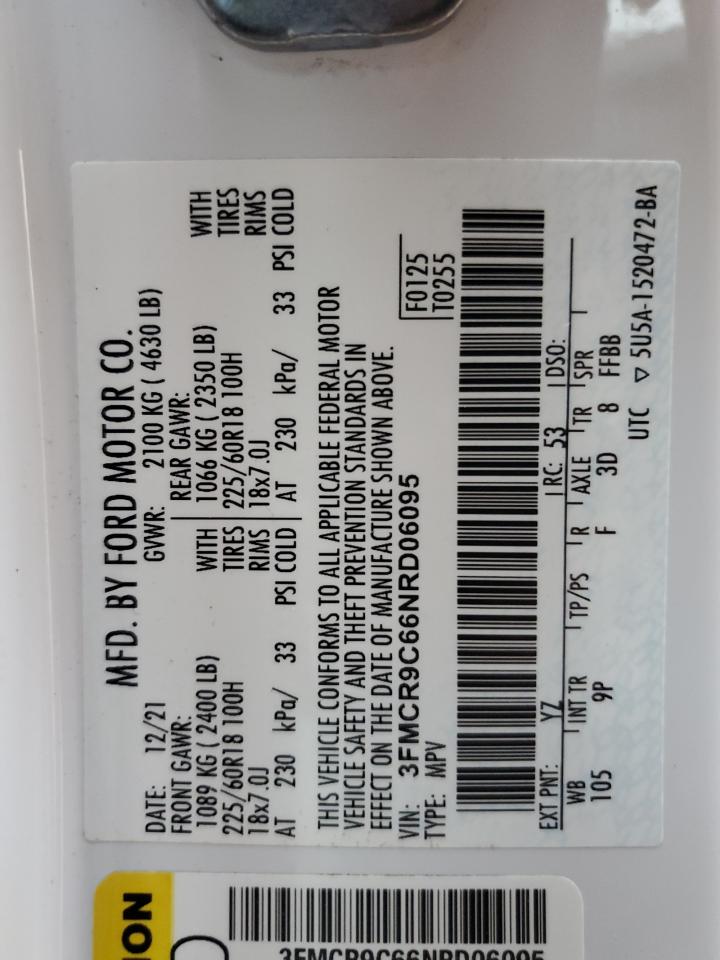 MFD. BY FORD MOTOR CO.
DATE: 12/21 GVWR: 2100 KG ( 4630 LB)
FRONT GAWR: REAR GAWR:
1089 KG ( 2400 LB) WITH 1066 KG ( 2350 LB) WITH
225/60R18 100H TIRES 225/60R18 100H TIRES
18x7.0J RIMS 18x7.0J RIMS
AT 230 kPa/ 33 PSI COLD AT 230 kPa/ 33 PSI COLD
THIS VEHICLE CONFORMS TO ALL APPLICABLE FEDERAL MOTOR
VEHICLE SAFETY AND THEFT PREVENTION STANDARDS IN
EFFECT ON THE DATE OF MANUFACTURE SHOWN ABOVE.
VIN: 3FMCR9C66NRD06095 F0125
TYPE: MPV T0255
EXT PNT: YZ RC: 53 DSO:
WB INT TR TP/PS R AXLE TR SPR
105 9P F 3D 8 FFBB
UTC ▽ 5U5A-1520472-BA
3FMCR9C66NRD06095